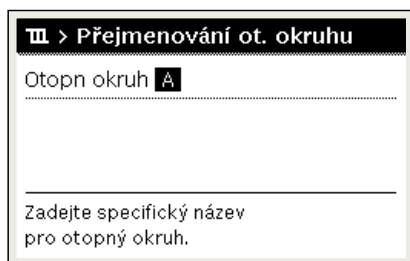 > Přejmenování ot. okruhu
Otopn okruh A
Zadejte specifický název
pro otopný okruh.